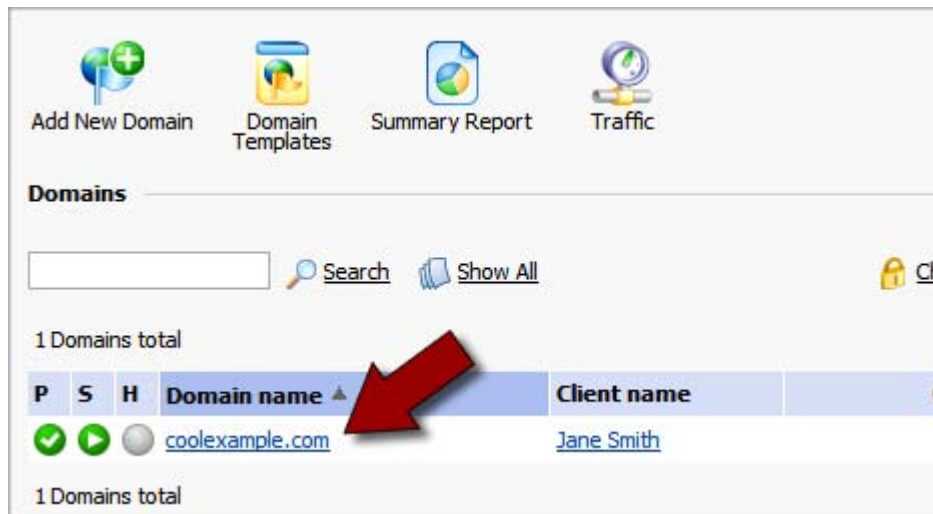 Add New Domain
Domain Templates
Summary Report
Traffic
Domains
Search
Show All
1 Domains total
P S H Domain name Client name
coolexample.com Jane Smith
1 Domains total